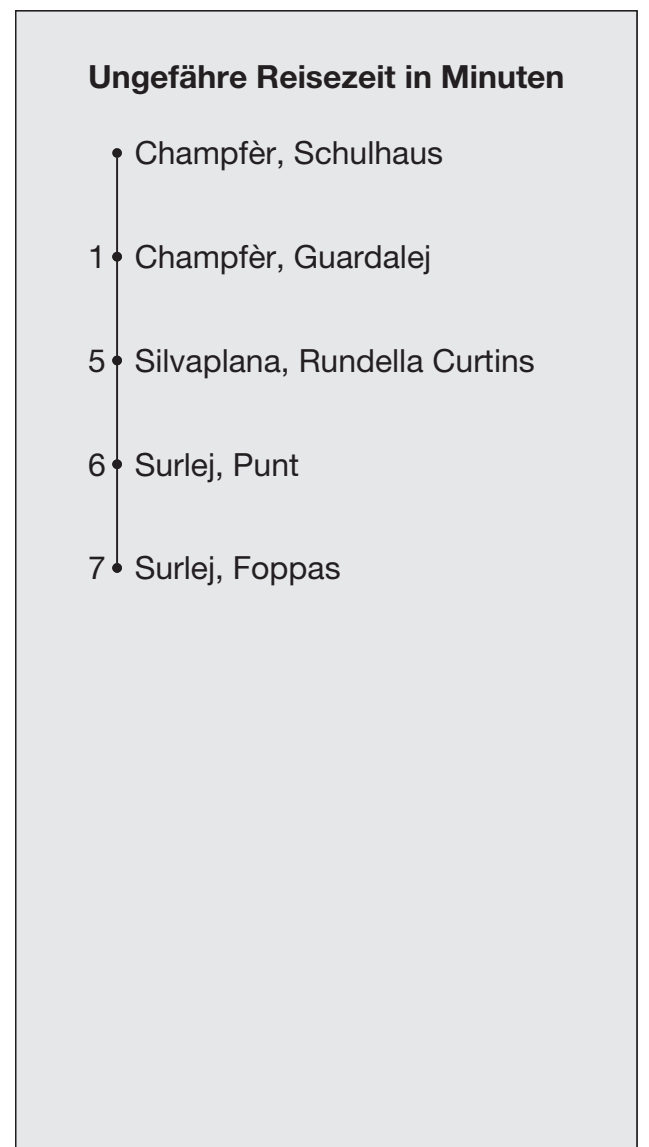 Ungefähre Reisezeit in Minuten
Champfèr, Schulhaus
1 Champfèr, Guardalej
5 Silvaplana, Rundella Curtins
6 Surlej, Punt
7 Surlej, Foppas